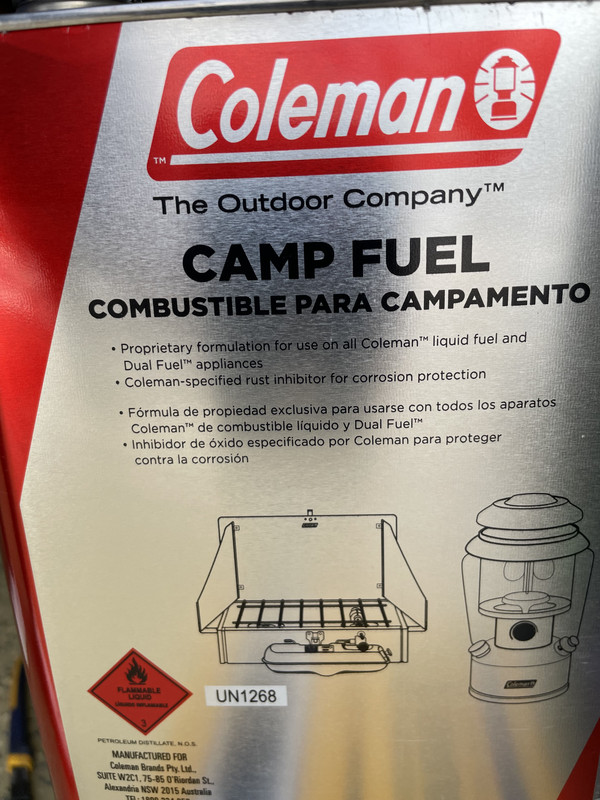 Coleman
™
The Outdoor Company™
CAMP FUEL
COMBUSTIBLE PARA CAMPAMENTO
• Proprietary formulation for use on all Coleman™ liquid fuel and
Dual Fuel™ appliances
• Coleman-specified rust inhibitor for corrosion protection
• Fórmula de propiedad exclusiva para usarse con todos los aparatos
Coleman™ de combustible líquido y Dual Fuel™
• Inhibidor de óxido especificado por Coleman para proteger
contra la corrosión
Coleman
FLAMMABLE
LIQUID
3
UN1268
PETROLEUM DISTILLATE, N.O.S.
MANUFACTURED FOR
Coleman Brands Pty. Ltd.,
SUITE W2C1, 75-85 O'Riordan St.,
Alexandria NSW 2015 Australia